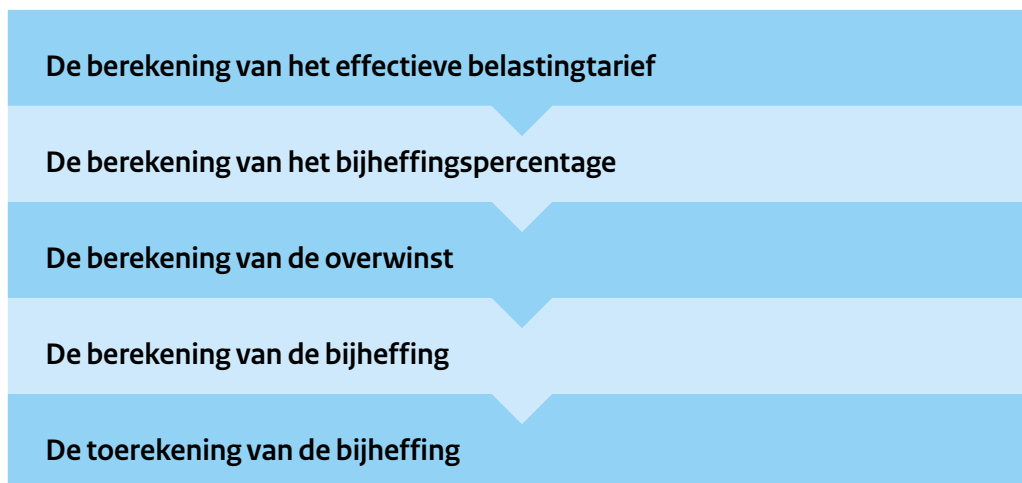 De berekening van het effectieve belastingtarief
De berekening van het bijheffingspercentage
De berekening van de overwinst
De berekening van de bijheffing
De toerekening van de bijheffing